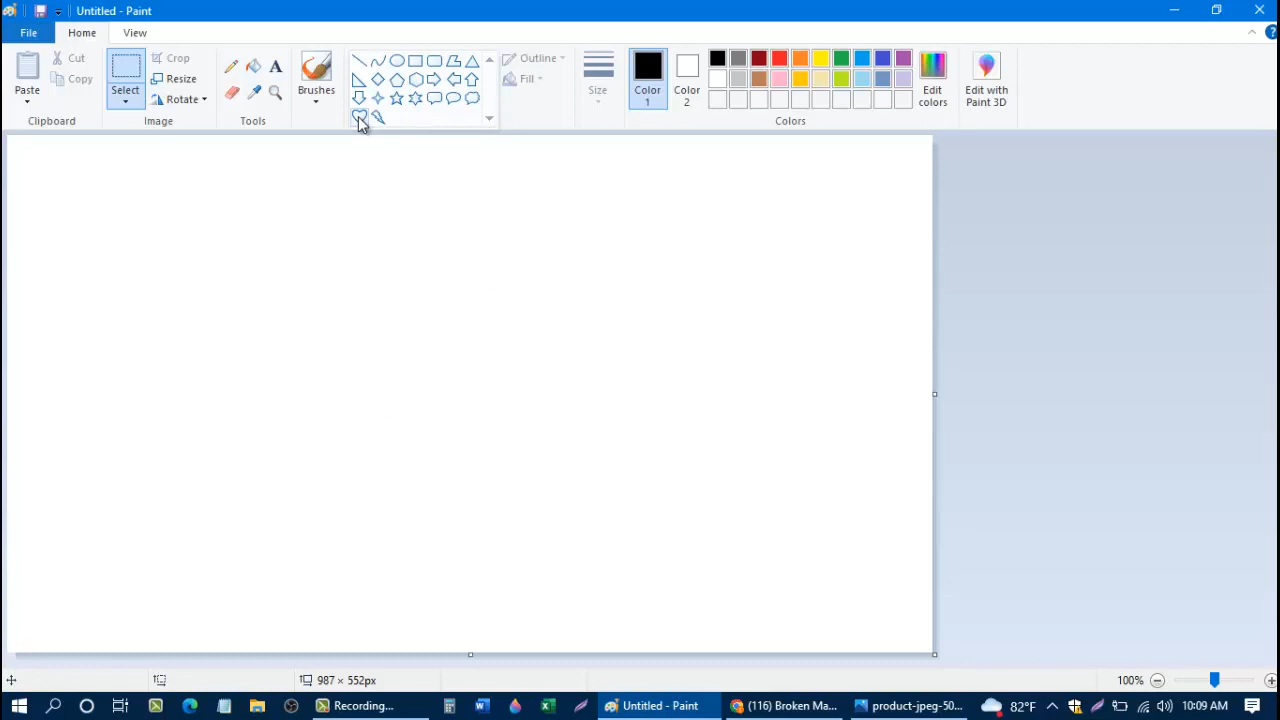 Untitled - Paint
File Home View
Paste
Cut
Copy
Clipboard
Select
Crop
Resize
Rotate
Image
A
Tools
Brushes
Outline
Fill
Size
Color 1
Color 2
Edit colors
Colors
Edit with Paint 3D
987 × 552px
100%
Recording...
Untitled - Paint
(116) Broken Ma...
product-jpeg-50...
82°F
10:09 AM